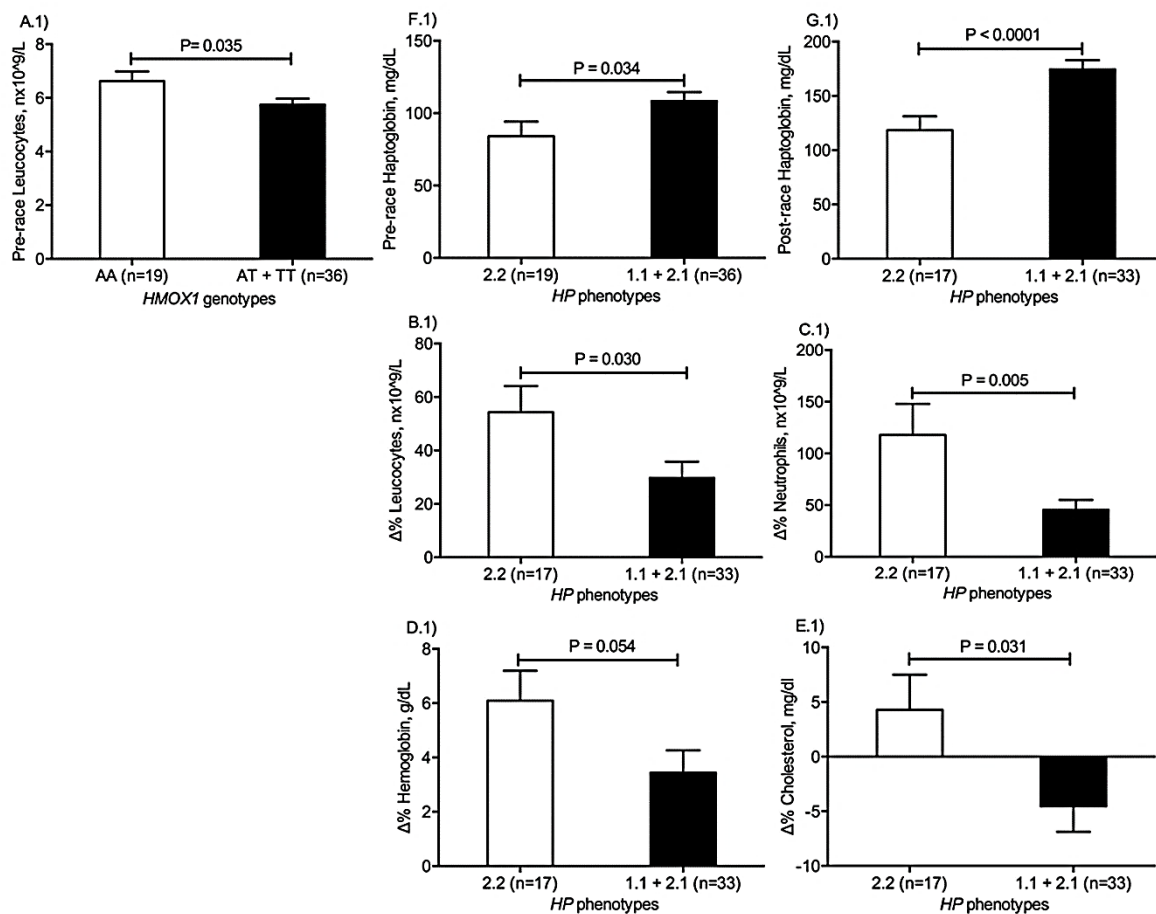 A.1)
P= 0.035
Pre-race Leucocytes, nx10^9/L
8
6
4
2
0
AA (n=19)
AT + TT (n=36)
HMOX1 genotypes
F.1)
P = 0.034
Pre-race Haptoglobin, mg/dL
150
100
50
0
2.2 (n=19)
1.1 + 2.1 (n=36)
HP phenotypes
G.1)
P < 0.0001
Post-race Haptoglobin, mg/dL
200
150
100
50
0
2.2 (n=17)
1.1 + 2.1 (n=33)
HP phenotypes
B.1)
P = 0.030
Δ% Leucocytes, nx10^9/L
80
60
40
20
0
2.2 (n=17)
1.1 + 2.1 (n=33)
HP phenotypes
C.1)
P = 0.005
Δ% Neutrophils, nx10^9/L
200
150
100
50
0
2.2 (n=17)
1.1 + 2.1 (n=33)
HP phenotypes
D.1)
P = 0.054
Δ% Hemoglobin, g/dL
8
6
4
2
0
2.2 (n=17)
1.1 + 2.1 (n=33)
HP phenotypes
E.1)
P = 0.031
Δ% Cholesterol, mg/dl
10
5
0
-5
-10
2.2 (n=17)
1.1 + 2.1 (n=33)
HP phenotypes